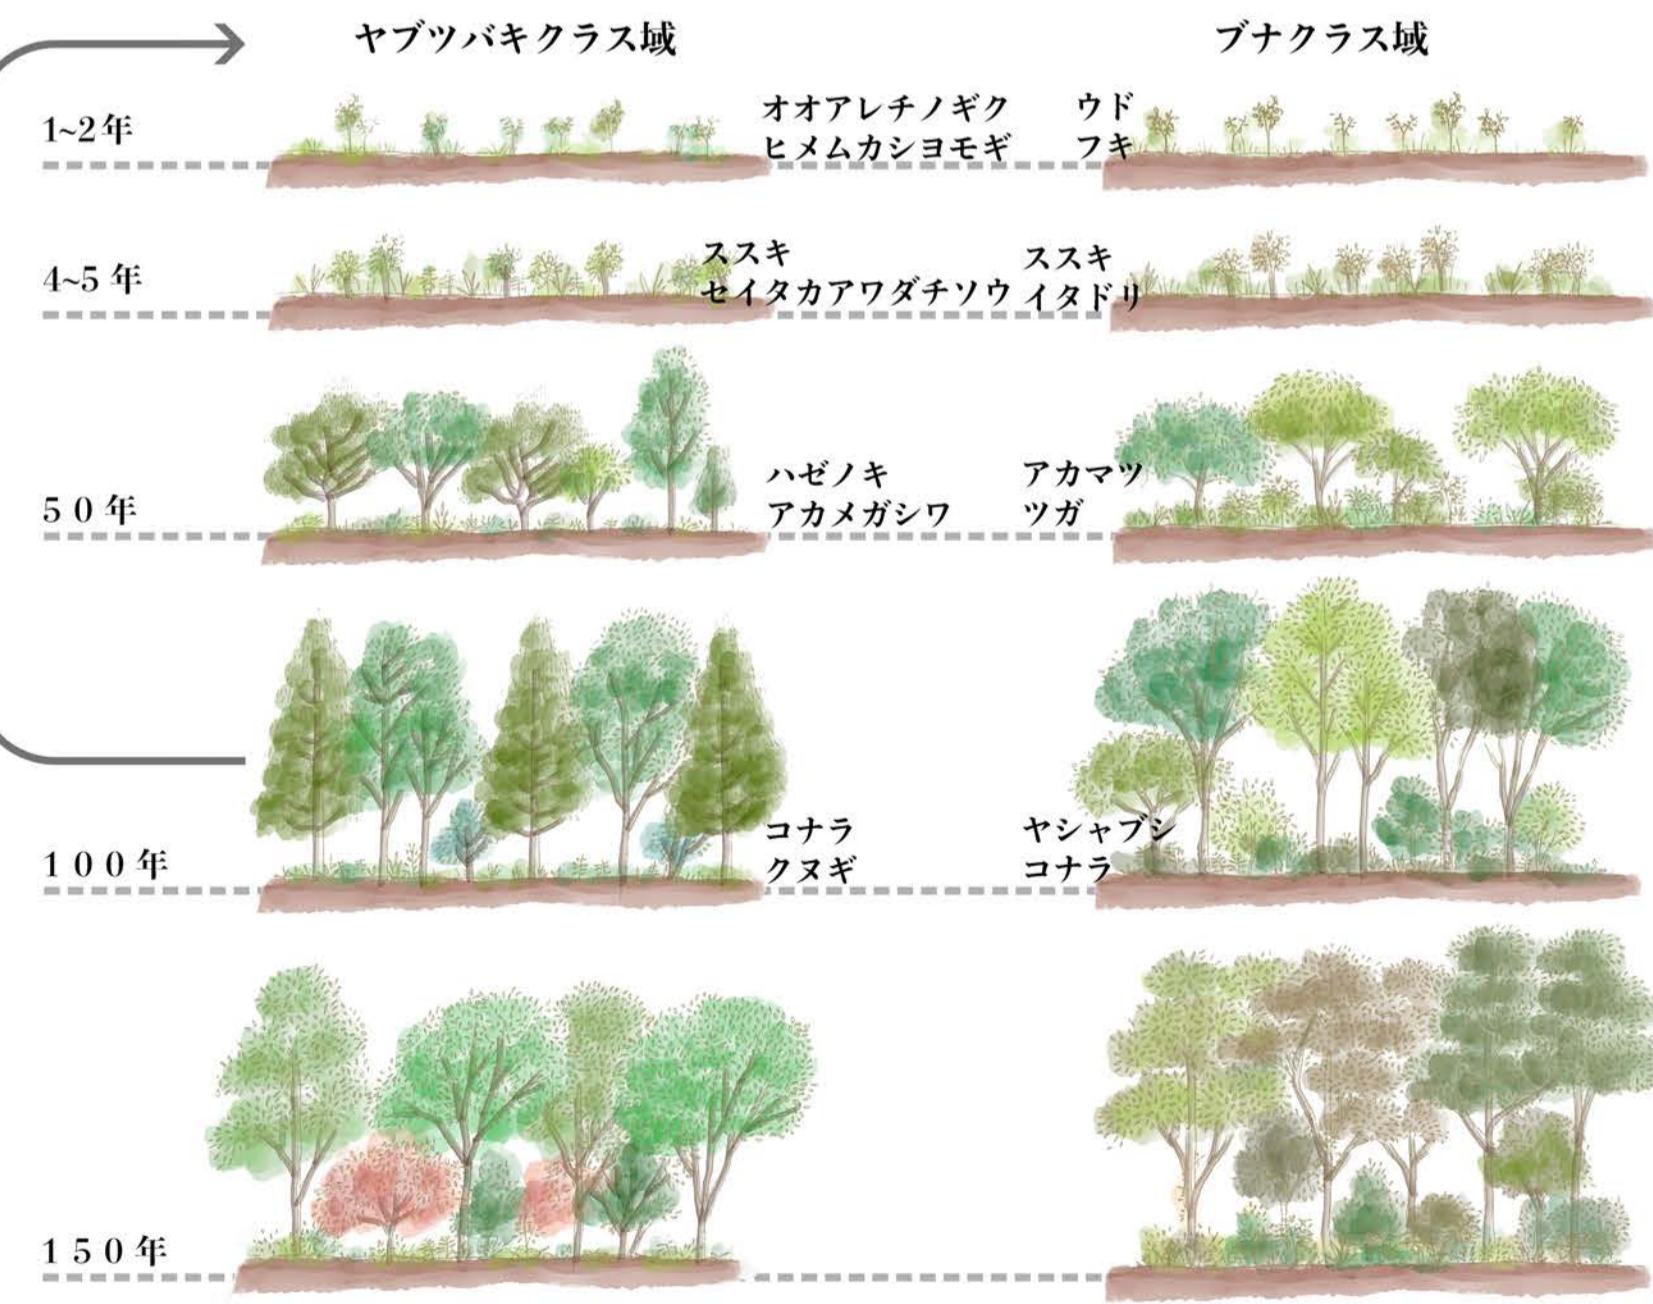 ヤブツバキクラス域
ブナクラス域
1~2年
オオアレチノギク
ヒメムカシヨモギ
ウド
フキ
4~5年
ススキ
セイタカアワダチソウ
ススキ
イタドリ
50年
ハゼノキ
アカメガシワ
アカマツ
ツガ
100年
コナラ
クヌギ
ヤシャブシ
コナラ
150年